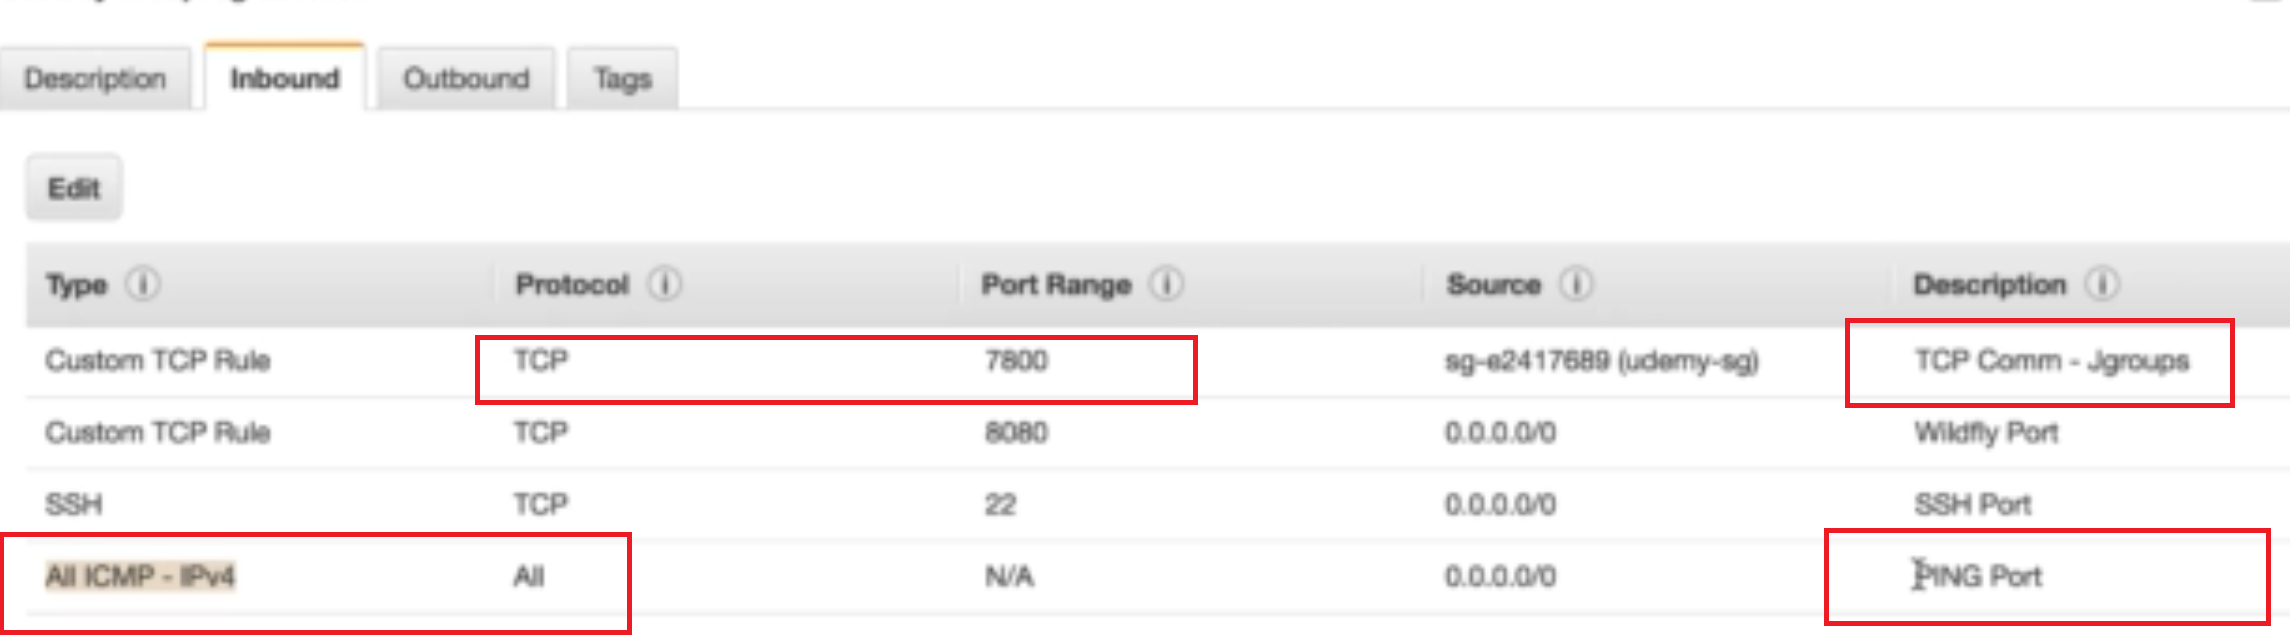 Description Inbound Outbound Tags
Edit
Type Protocol Port Range Source Description
Custom TCP Rule TCP 7800 sg-e2417689 (udemy-sg) TCP Comm - Jgroups
Custom TCP Rule TCP 8080 0.0.0.0/0 Wildfly Port
SSH TCP 22 0.0.0.0/0 SSH Port
All ICMP - IPv4 All N/A 0.0.0.0/0 PING Port